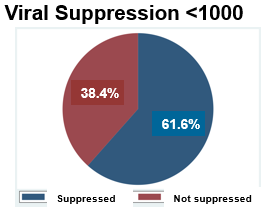 Viral Suppression <1000
38.4%
61.6%
Suppressed Not suppressed